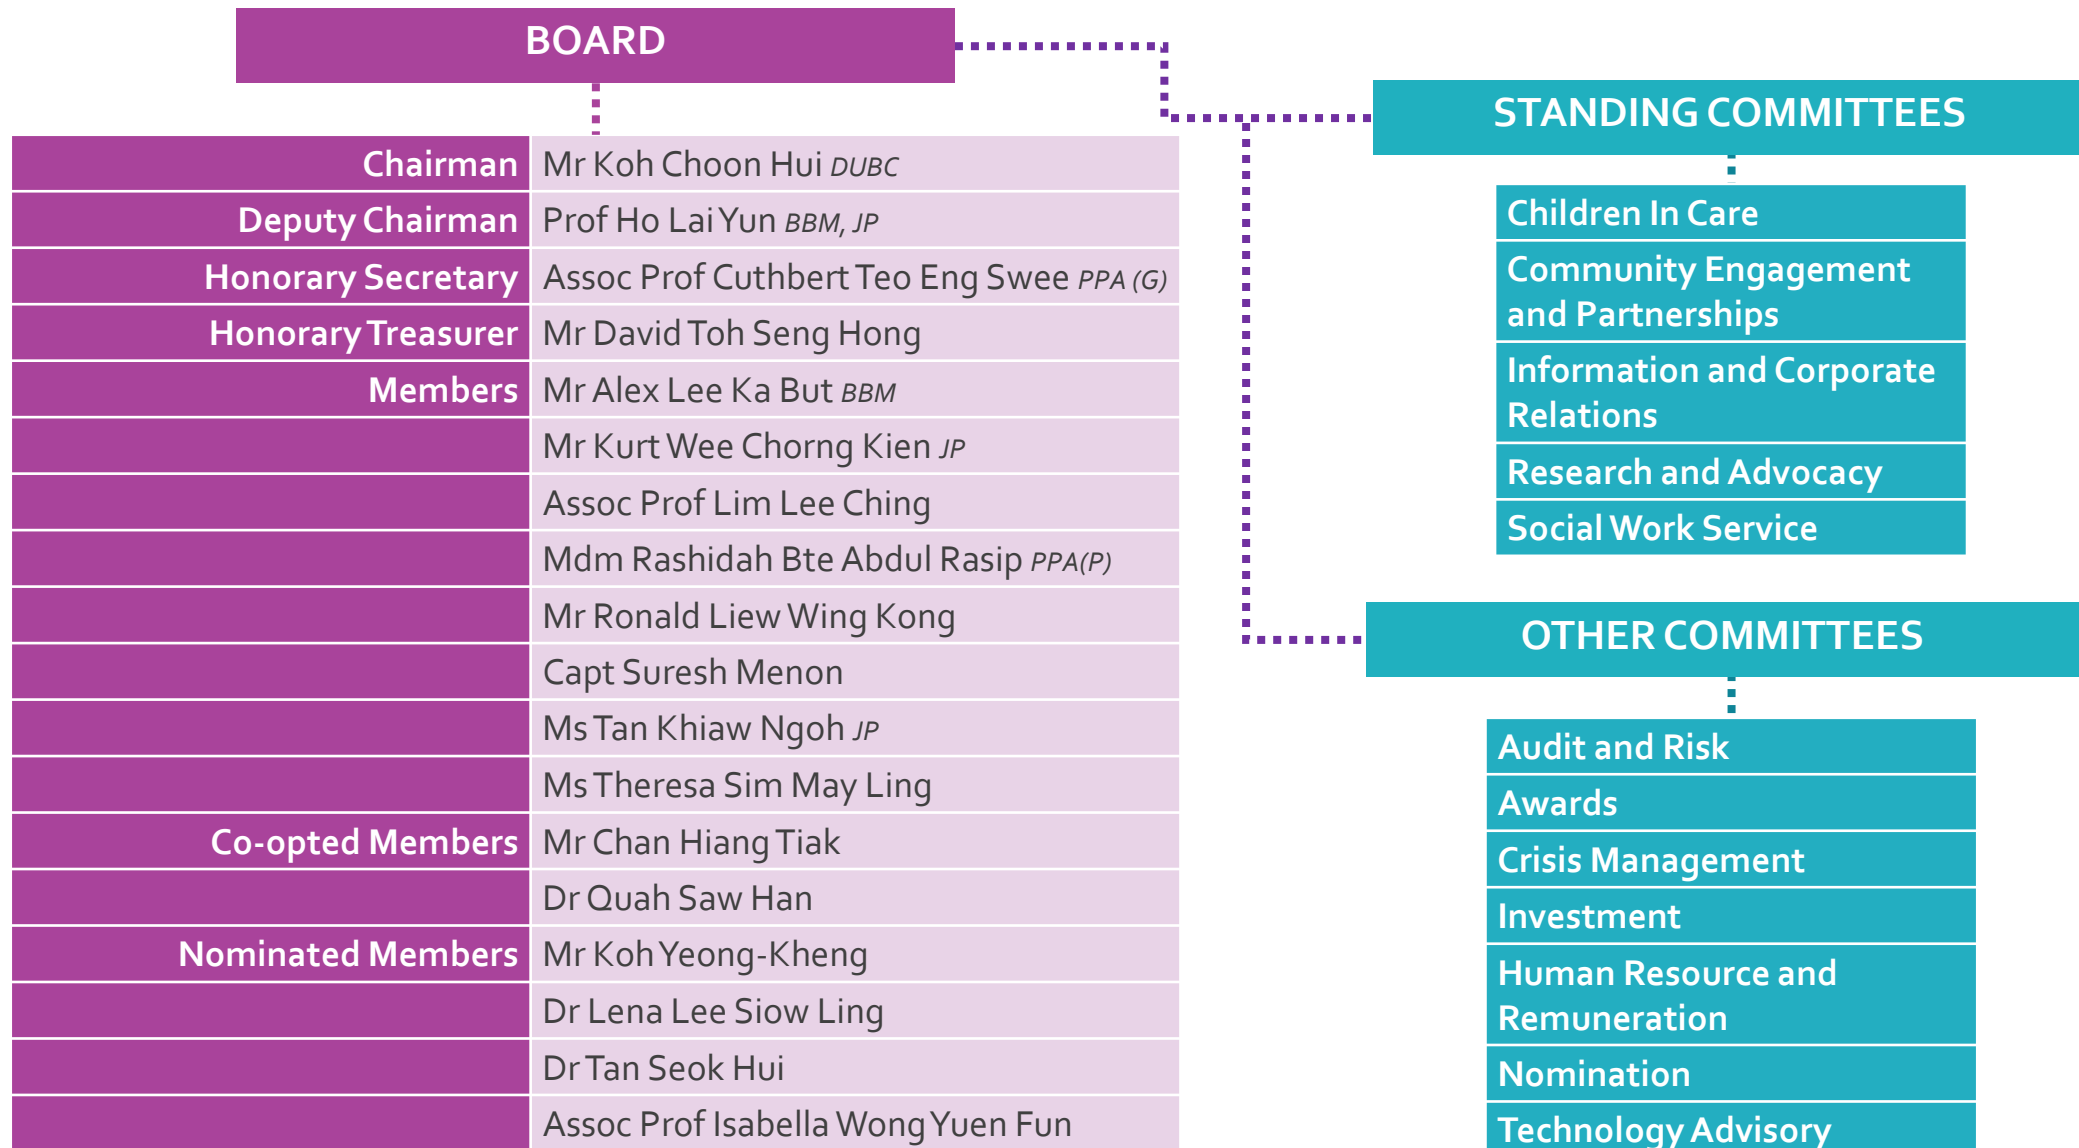 BOARD
Chairman Mr Koh Choon Hui DUBC
Deputy Chairman Prof Ho Lai Yun BBM, JP
Honorary Secretary Assoc Prof Cuthbert Teo Eng Swee PPA (G)
Honorary Treasurer Mr David Toh Seng Hong
Members Mr Alex Lee Ka But BBM
Mr Kurt Wee Chorng Kien JP
Assoc Prof Lim Lee Ching
Mdm Rashidah Bte Abdul Rasip PPA(P)
Mr Ronald Liew Wing Kong
Capt Suresh Menon
Ms Tan Khiaw Ngoh JP
Ms Theresa Sim May Ling
Co-opted Members Mr Chan Hiang Tiak
Dr Quah Saw Han
Nominated Members Mr Koh Yeong-Kheng
Dr Lena Lee Siow Ling
Dr Tan Seok Hui
Assoc Prof Isabella Wong Yuen Fun
STANDING COMMITTEES
Children In Care
Community Engagement
and Partnerships
Information and Corporate
Relations
Research and Advocacy
Social Work Service
OTHER COMMITTEES
Audit and Risk
Awards
Crisis Management
Investment
Human Resource and
Remuneration
Nomination
Technology Advisory